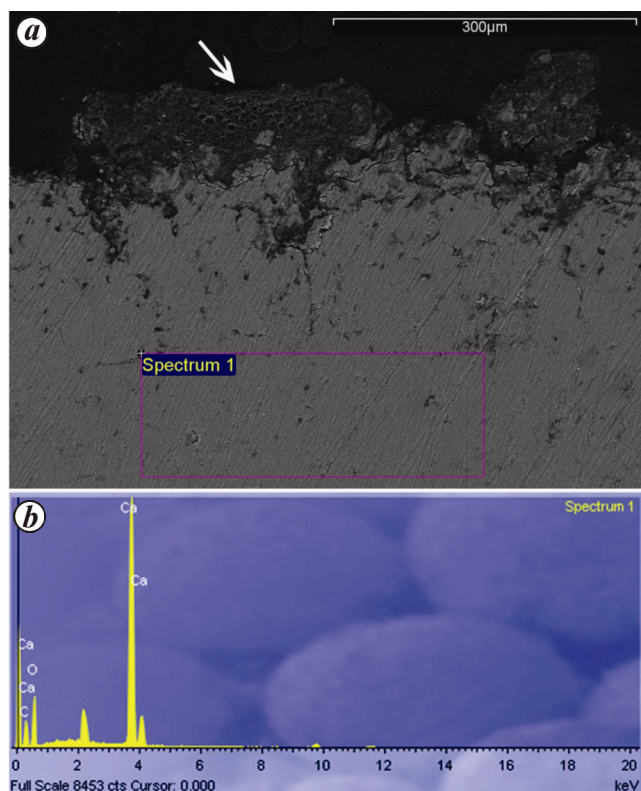 a
300µm
Spectrum 1
b
Spectrum 1
Ca
Ca
Ca
O
Ca
C
0 2 4 6 8 10 12 14 16 18 20
Full Scale 8453 cts Cursor: 0.000 keV